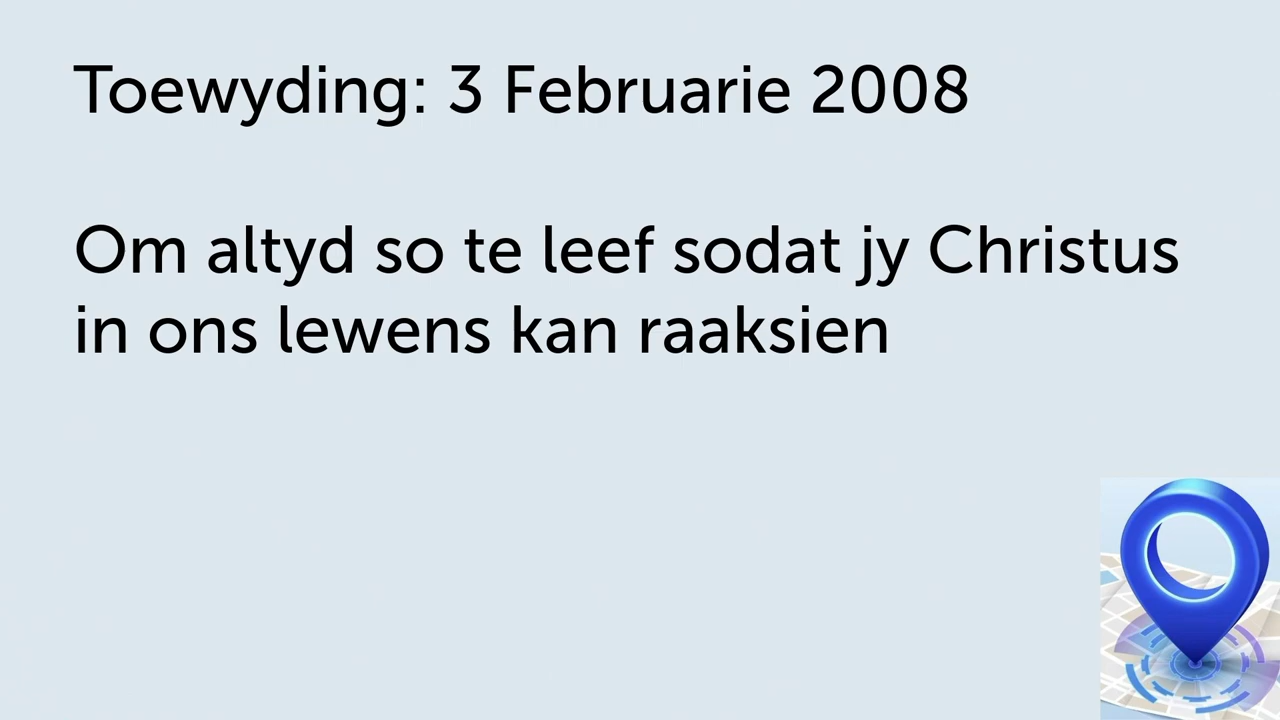 Toewyding: 3 Februarie 2008
Om altyd so te leef sodat jy Christus
in ons lewens kan raaksien